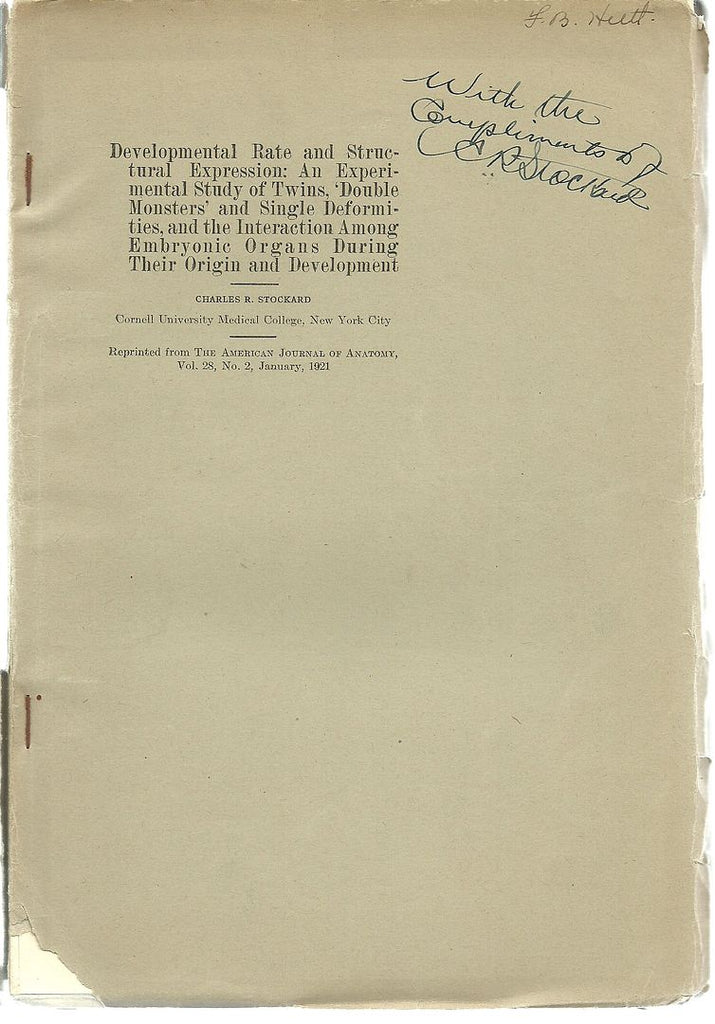 F. B. Hutt.
With the
Compliments of
C R Stockard
Developmental Rate and Struc-
tural Expression: An Experi-
mental Study of Twins, 'Double
Monsters' and Single Deformi-
ties, and the Interaction Among
Embryonic Organs During
Their Origin and Development
CHARLES R. STOCKARD
Cornell University Medical College, New York City
Reprinted from THE AMERICAN JOURNAL OF ANATOMY,
Vol. 28, No. 2, January, 1921